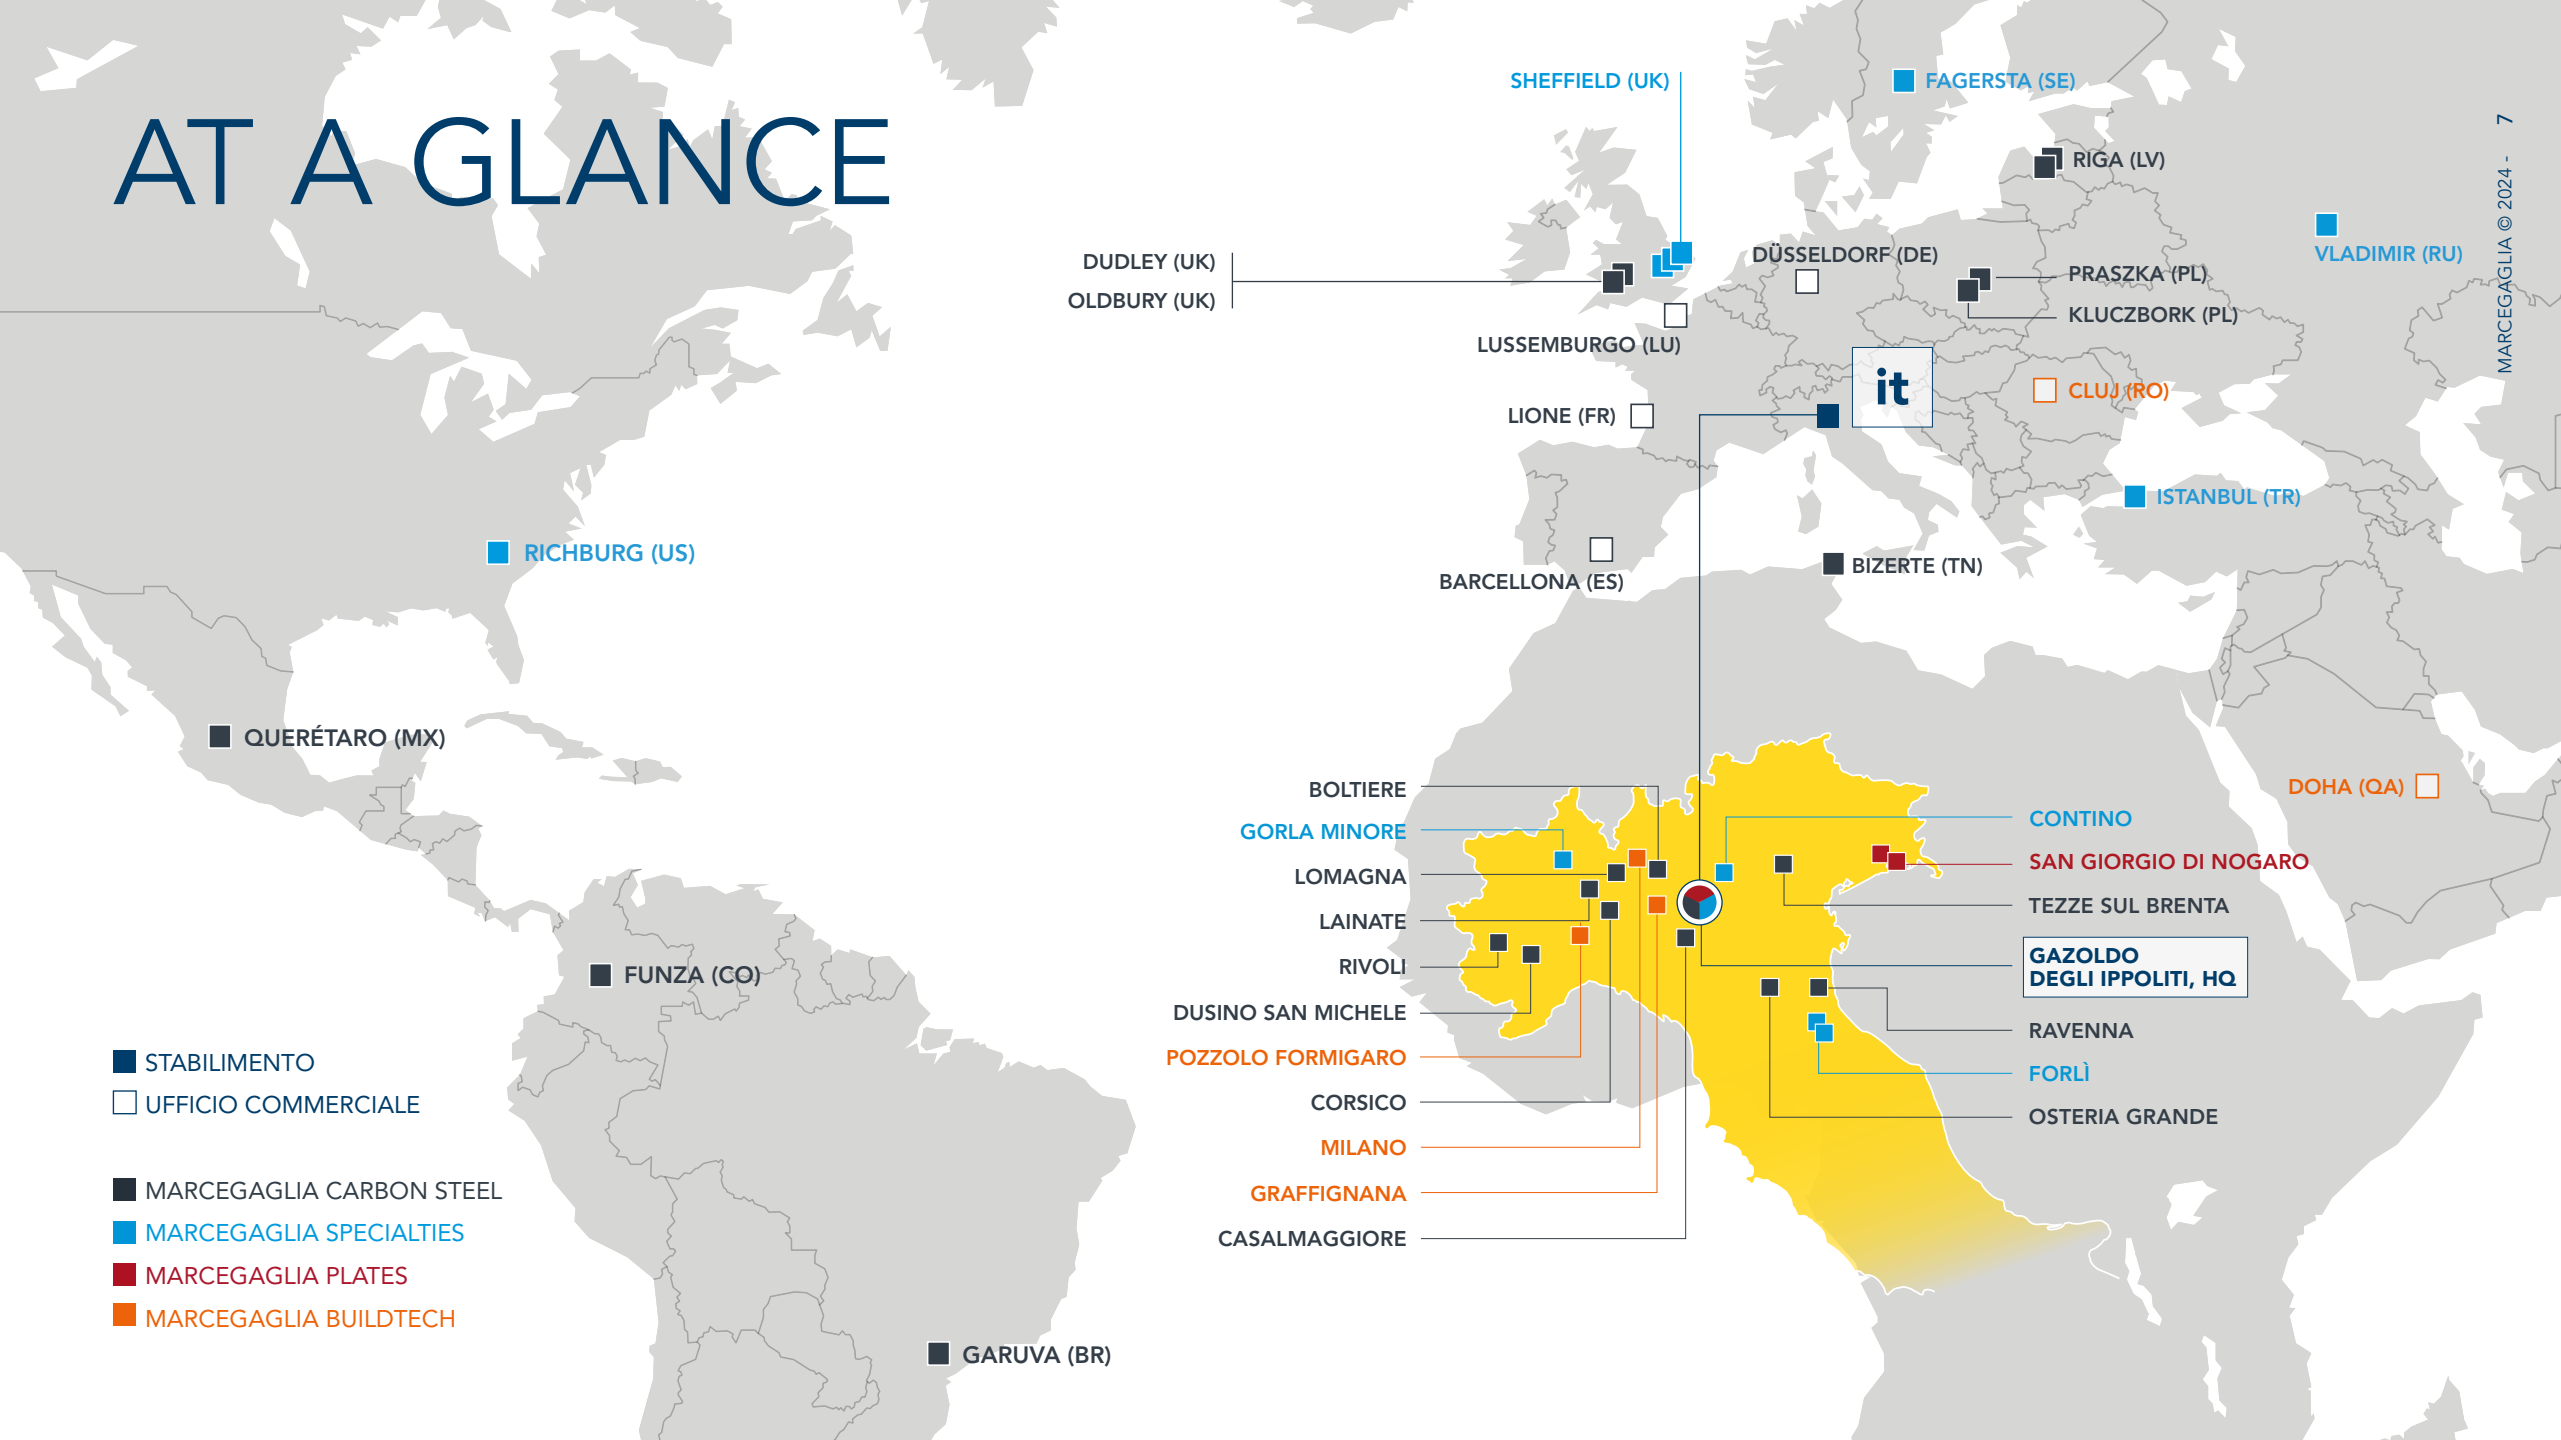 AT A GLANCE
SHEFFIELD (UK)
FAGERSTA (SE)
MARCEGAGLIA © 2024 - 7
RIGA (LV)
DUDLEY (UK)
OLDBURY (UK)
DÜSSELDORF (DE)
VLADIMIR (RU)
PRASZKA (PL)
KLUCZBORK (PL)
LUSSEMBURGO (LU)
it
CLUJ (RO)
LIONE (FR)
ISTANBUL (TR)
RICHBURG (US)
BARCELLONA (ES)
BIZERTE (TN)
QUERÉTARO (MX)
DOHA (QA)
BOLTIERE
GORLA MINORE
LOMAGNA
LAINATE
RIVOLI
DUSINO SAN MICHELE
POZZOLO FORMIGARO
CORSICO
MILANO
GRAFFIGNANA
CASALMAGGIORE
CONTINO
SAN GIORGIO DI NOGARO
TEZZE SUL BRENTA
GAZOLDO
DEGLI IPPOLITI, HQ
RAVENNA
FORLÌ
OSTERIA GRANDE
FUNZA (CO)
GARUVA (BR)
STABILIMENTO
UFFICIO COMMERCIALE
MARCEGAGLIA CARBON STEEL
MARCEGAGLIA SPECIALTIES
MARCEGAGLIA PLATES
MARCEGAGLIA BUILDTECH